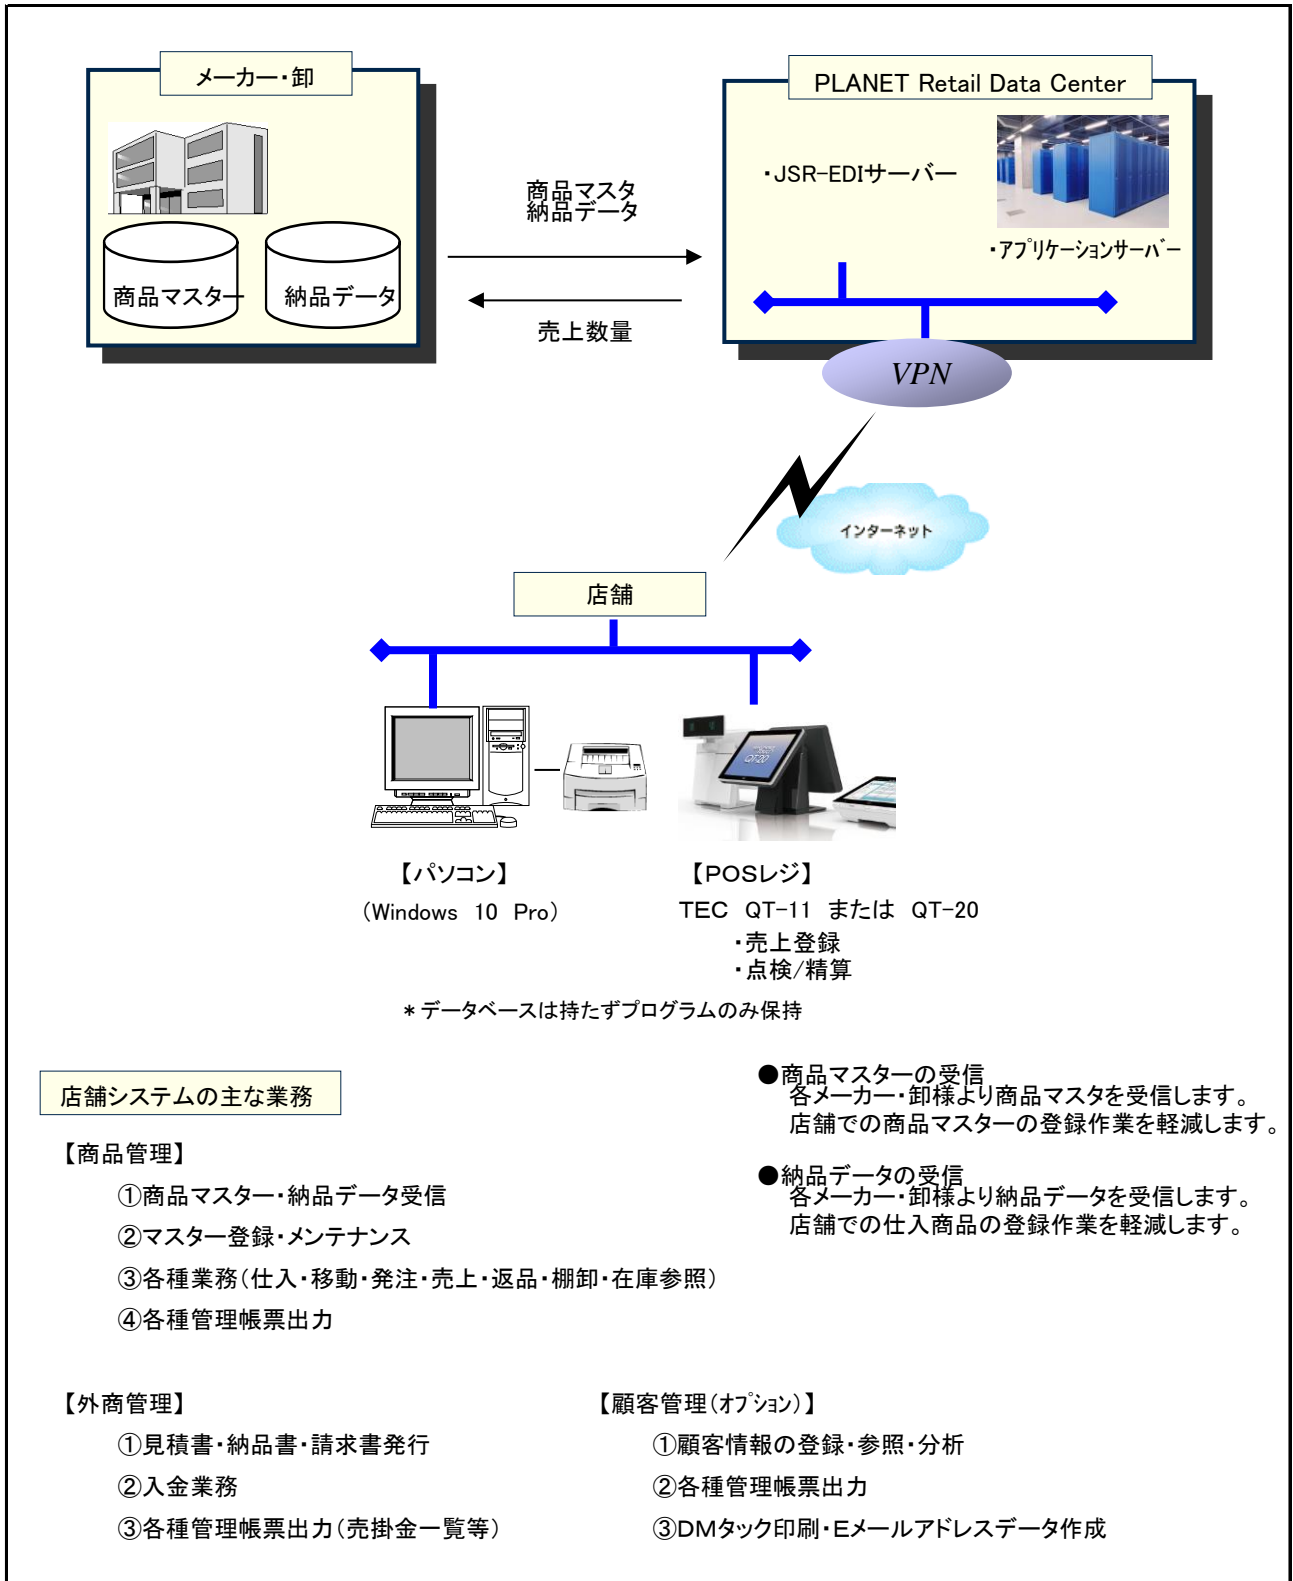 メーカー・卸
PLANET Retail Data Center
・JSR-EDIサーバー
・アプリケーションサーバー
商品マスタ
納品データ
商品マスター
納品データ
売上数量
VPN
インターネット
店舗
QT-20
【パソコン】
（Windows 10 Pro）
【POSレジ】
TEC QT-11 または QT-20
・売上登録
・点検/精算
＊データベースは持たずプログラムのみ保持
店舗システムの主な業務
●商品マスターの受信
各メーカー・卸様より商品マスタを受信します。
店舗での商品マスターの登録作業を軽減します。
●納品データの受信
各メーカー・卸様より納品データを受信します。
店舗での仕入商品の登録作業を軽減します。
【商品管理】
①商品マスター・納品データ受信
②マスター登録・メンテナンス
③各種業務（仕入・移動・発注・売上・返品・棚卸・在庫参照）
④各種管理帳票出力
【外商管理】
①見積書・納品書・請求書発行
②入金業務
③各種管理帳票出力（売掛金一覧等）
【顧客管理（オプション）】
①顧客情報の登録・参照・分析
②各種管理帳票出力
③DMタック印刷・Eメールアドレスデータ作成